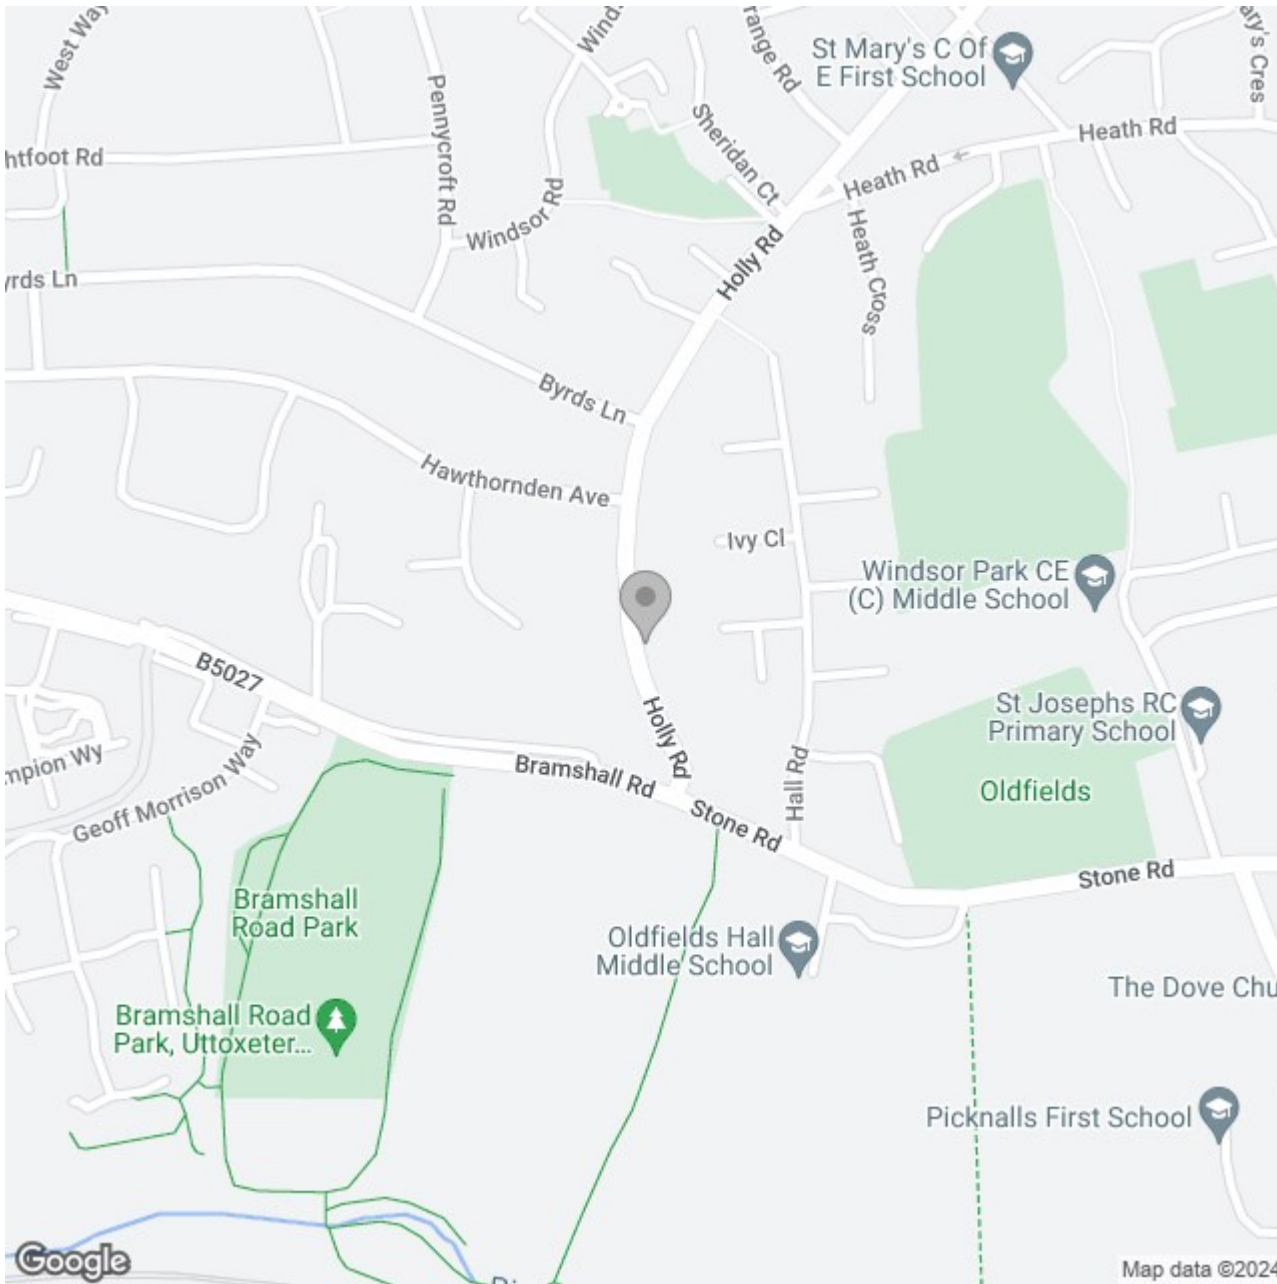 West Way
Pennycroft Rd
St Mary's C Of
E First School
Heath Rd
Sheridan Ct
Heath Rd
Windsor Rd
Holly Rd
Heath Cross
Byrds Ln
Hawthornden Ave
Ivy Cl
Windsor Park CE
(C) Middle School
B5027
Holly Rd
St Josephs RC
Primary School
Geoff Morrison Way
Bramshall Rd
Hall Rd
Oldfields
Stone Rd
Stone Rd
Bramshall
Road Park
Oldfields Hall
Middle School
The Dove Chu
Bramshall Road
Park, Uttoxeter...
Picknalls First School
Google
Map data ©2024